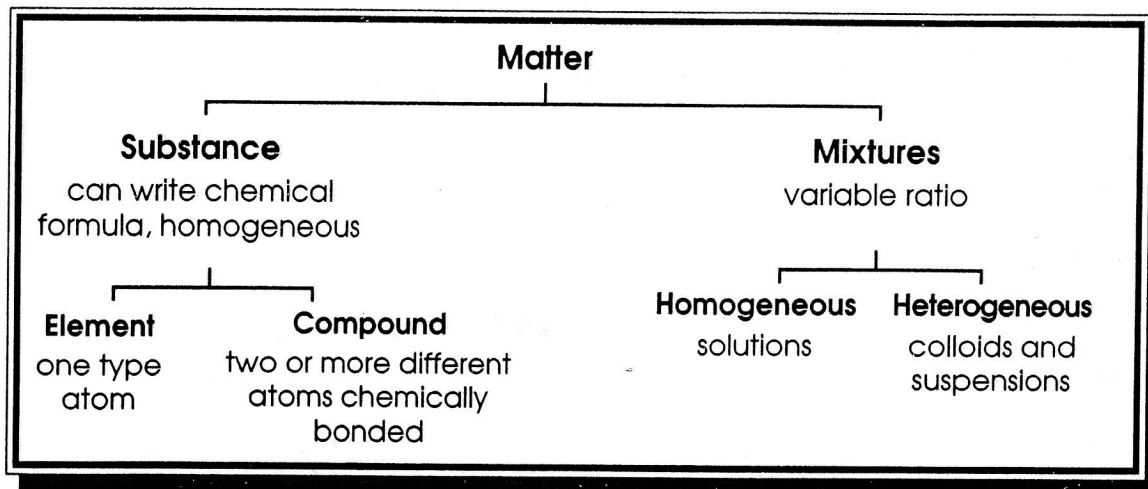 Matter
Substance
can write chemical
formula, homogeneous
Mixtures
variable ratio
Element
one type
atom
Compound
two or more different
atoms chemically
bonded
Homogeneous
solutions
Heterogeneous
colloids and
suspensions